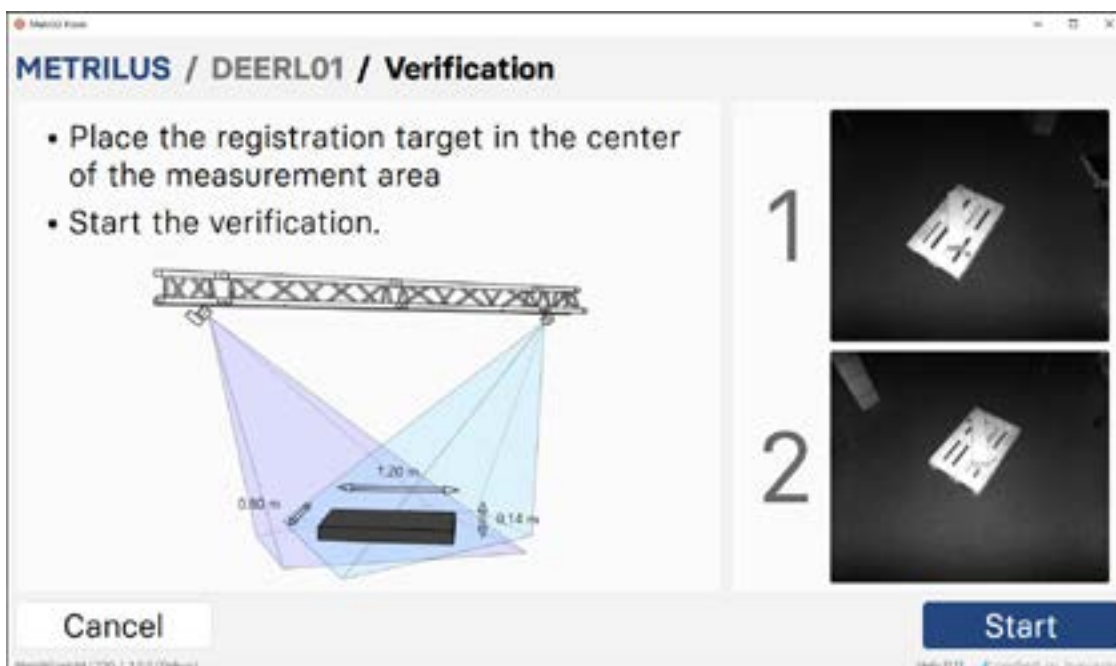 METRILUS / DEERL01 / Verification
• Place the registration target in the center
of the measurement area
• Start the verification.
1
1.20 m
0.80 m
0.14 m
2
Cancel
Start